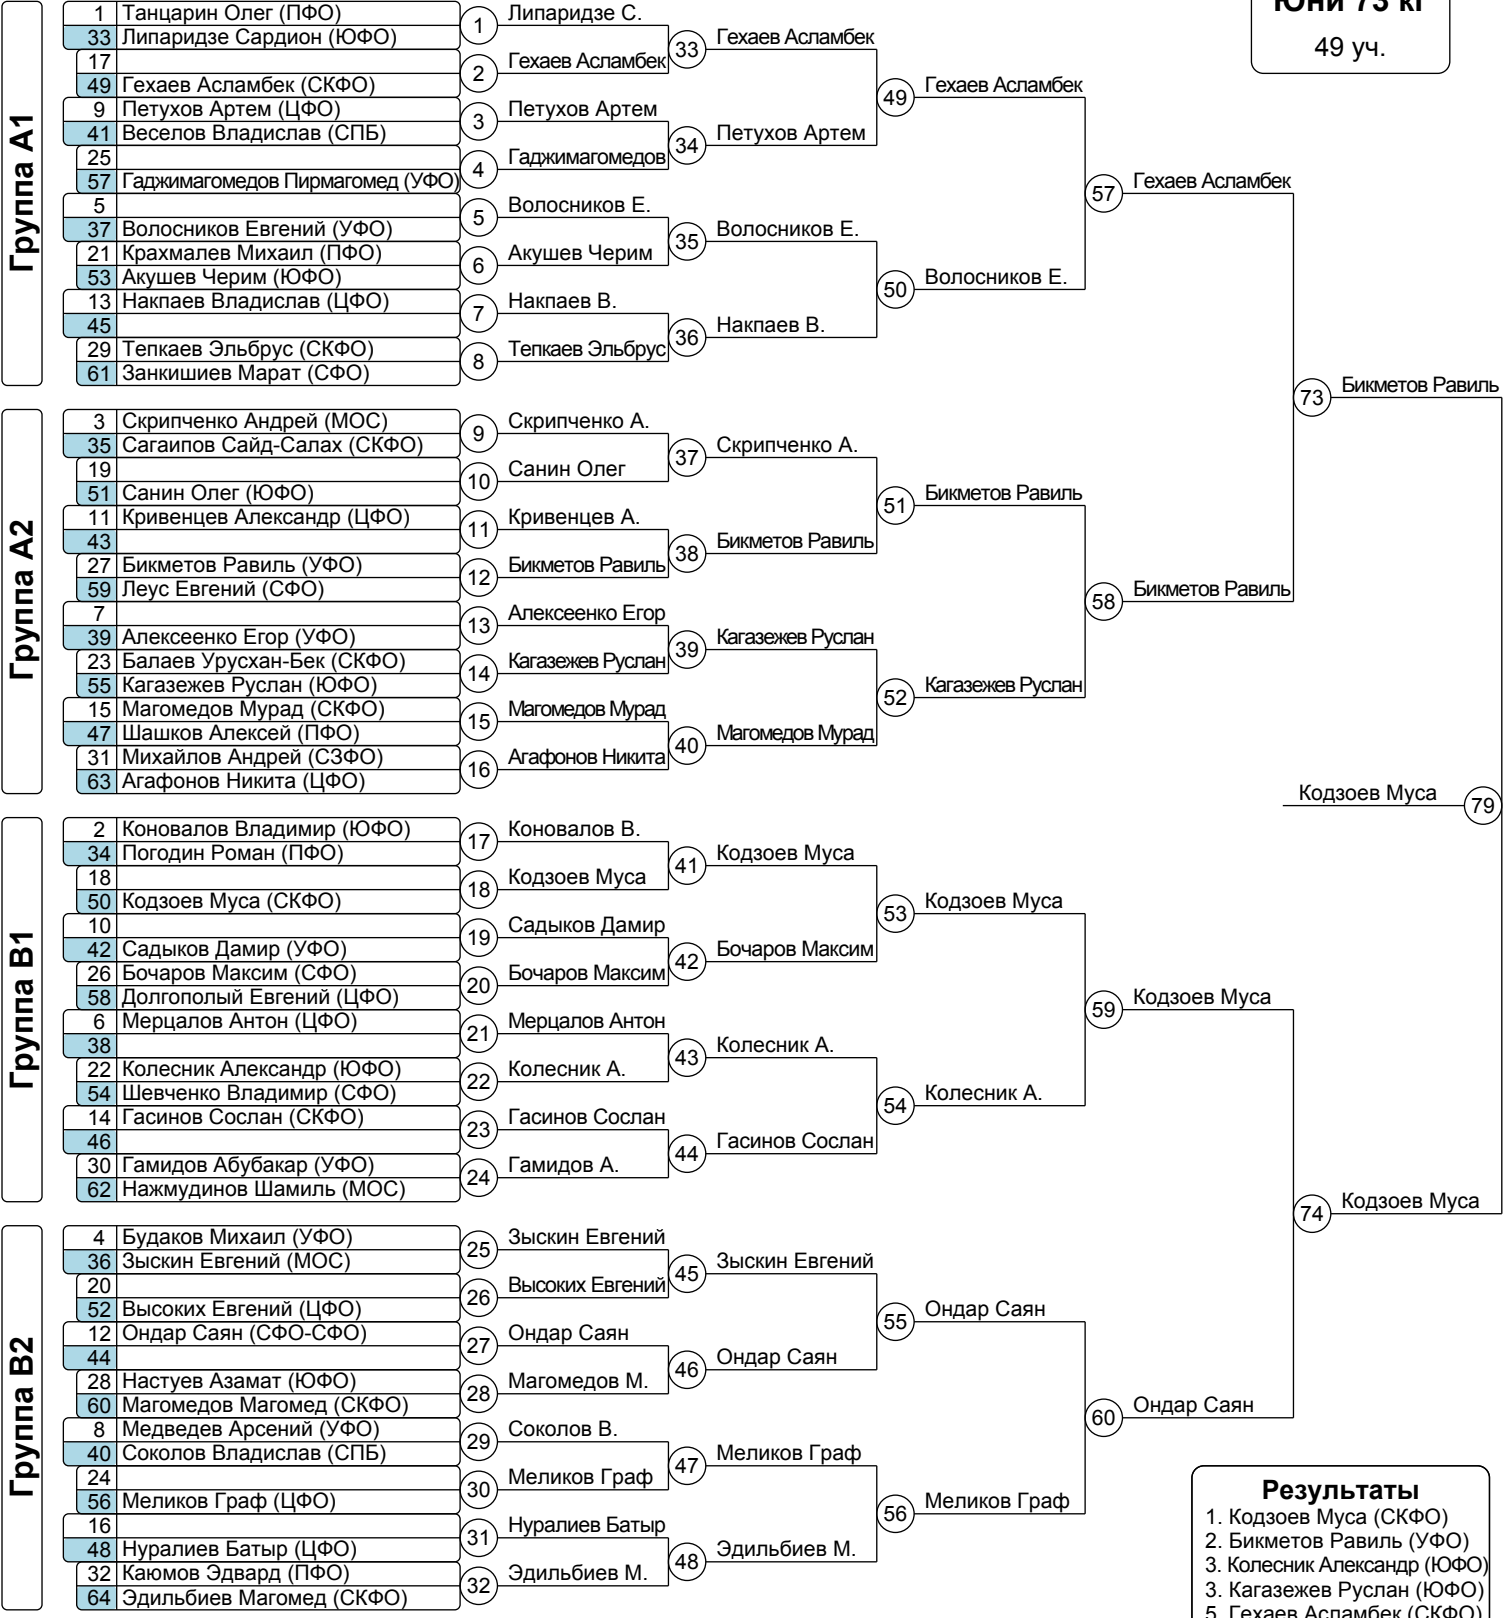 Юни 73 кг
49 уч.
Группа A1
1 Танцарин Олег (ПФО)
33 Липаридзе Сардион (ЮФО)
17
49 Гехаев Асламбек (СКФО)
9 Петухов Артем (ЦФО)
41 Веселов Владислав (СПБ)
25
57 Гаджимагомедов Пирмагомед (УФО)
5
37 Волосников Евгений (УФО)
21 Крахмалев Михаил (ПФО)
53 Акушев Черим (ЮФО)
13 Накпаев Владислав (ЦФО)
45
29 Тепкаев Эльбрус (СКФО)
61 Занкишиев Марат (СФО)
1 Липаридзе С.
2 Гехаев Асламбек
3 Петухов Артем
4 Гаджимагомедов
5 Волосников Е.
6 Акушев Черим
7 Накпаев В.
8 Тепкаев Эльбрус
33 Гехаев Асламбек
34 Петухов Артем
35 Волосников Е.
36 Накпаев В.
49 Гехаев Асламбек
50 Волосников Е.
57 Гехаев Асламбек
Группа A2
3 Скрипченко Андрей (МОС)
35 Сагаипов Сайд-Салах (СКФО)
19
51 Санин Олег (ЮФО)
11 Кривенцев Александр (ЦФО)
43
27 Бикметов Равиль (УФО)
59 Леус Евгений (СФО)
7
39 Алексеенко Егор (УФО)
23 Балаев Урусхан-Бек (СКФО)
55 Кагазежев Руслан (ЮФО)
15 Магомедов Мурад (СКФО)
47 Шашков Алексей (ПФО)
31 Михайлов Андрей (СЗФО)
63 Агафонов Никита (ЦФО)
9 Скрипченко А.
10 Санин Олег
11 Кривенцев А.
12 Бикметов Равиль
13 Алексеенко Егор
14 Кагазежев Руслан
15 Магомедов Мурад
16 Агафонов Никита
37 Скрипченко А.
38 Бикметов Равиль
39 Кагазежев Руслан
40 Магомедов Мурад
51 Бикметов Равиль
52 Кагазежев Руслан
58 Бикметов Равиль
73 Бикметов Равиль
Кодзоев Муса 79
Группа B1
2 Коновалов Владимир (ЮФО)
34 Погодин Роман (ПФО)
18
50 Кодзоев Муса (СКФО)
10
42 Садыков Дамир (УФО)
26 Бочаров Максим (СФО)
58 Долгополый Евгений (ЦФО)
6 Мерцалов Антон (ЦФО)
38
22 Колесник Александр (ЮФО)
54 Шевченко Владимир (СФО)
14 Гасинов Сослан (СКФО)
46
30 Гамидов Абубакар (УФО)
62 Нажмудинов Шамиль (МОС)
17 Коновалов В.
18 Кодзоев Муса
19 Садыков Дамир
20 Бочаров Максим
21 Мерцалов Антон
22 Колесник А.
23 Гасинов Сослан
24 Гамидов А.
41 Кодзоев Муса
42 Бочаров Максим
43 Колесник А.
44 Гасинов Сослан
53 Кодзоев Муса
54 Колесник А.
59 Кодзоев Муса
Группа B2
4 Будаков Михаил (УФО)
36 Зыскин Евгений (МОС)
20
52 Высоких Евгений (ЦФО)
12 Ондар Саян (СФО-СФО)
44
28 Настуев Азамат (ЮФО)
60 Магомедов Магомед (СКФО)
8 Медведев Арсений (УФО)
40 Соколов Владислав (СПБ)
24
56 Меликов Граф (ЦФО)
16
48 Нуралиев Батыр (ЦФО)
32 Каюмов Эдвард (ПФО)
64 Эдильбиев Магомед (СКФО)
25 Зыскин Евгений
26 Высоких Евгений
27 Ондар Саян
28 Магомедов М.
29 Соколов В.
30 Меликов Граф
31 Нуралиев Батыр
32 Эдильбиев М.
45 Зыскин Евгений
46 Ондар Саян
47 Меликов Граф
48 Эдильбиев М.
55 Ондар Саян
56 Меликов Граф
60 Ондар Саян
74 Кодзоев Муса
Результаты
1. Кодзоев Муса (СКФО)
2. Бикметов Равиль (УФО)
3. Колесник Александр (ЮФО)
3. Кагазежев Руслан (ЮФО)
5. Гехаев Асламбек (СКФО)